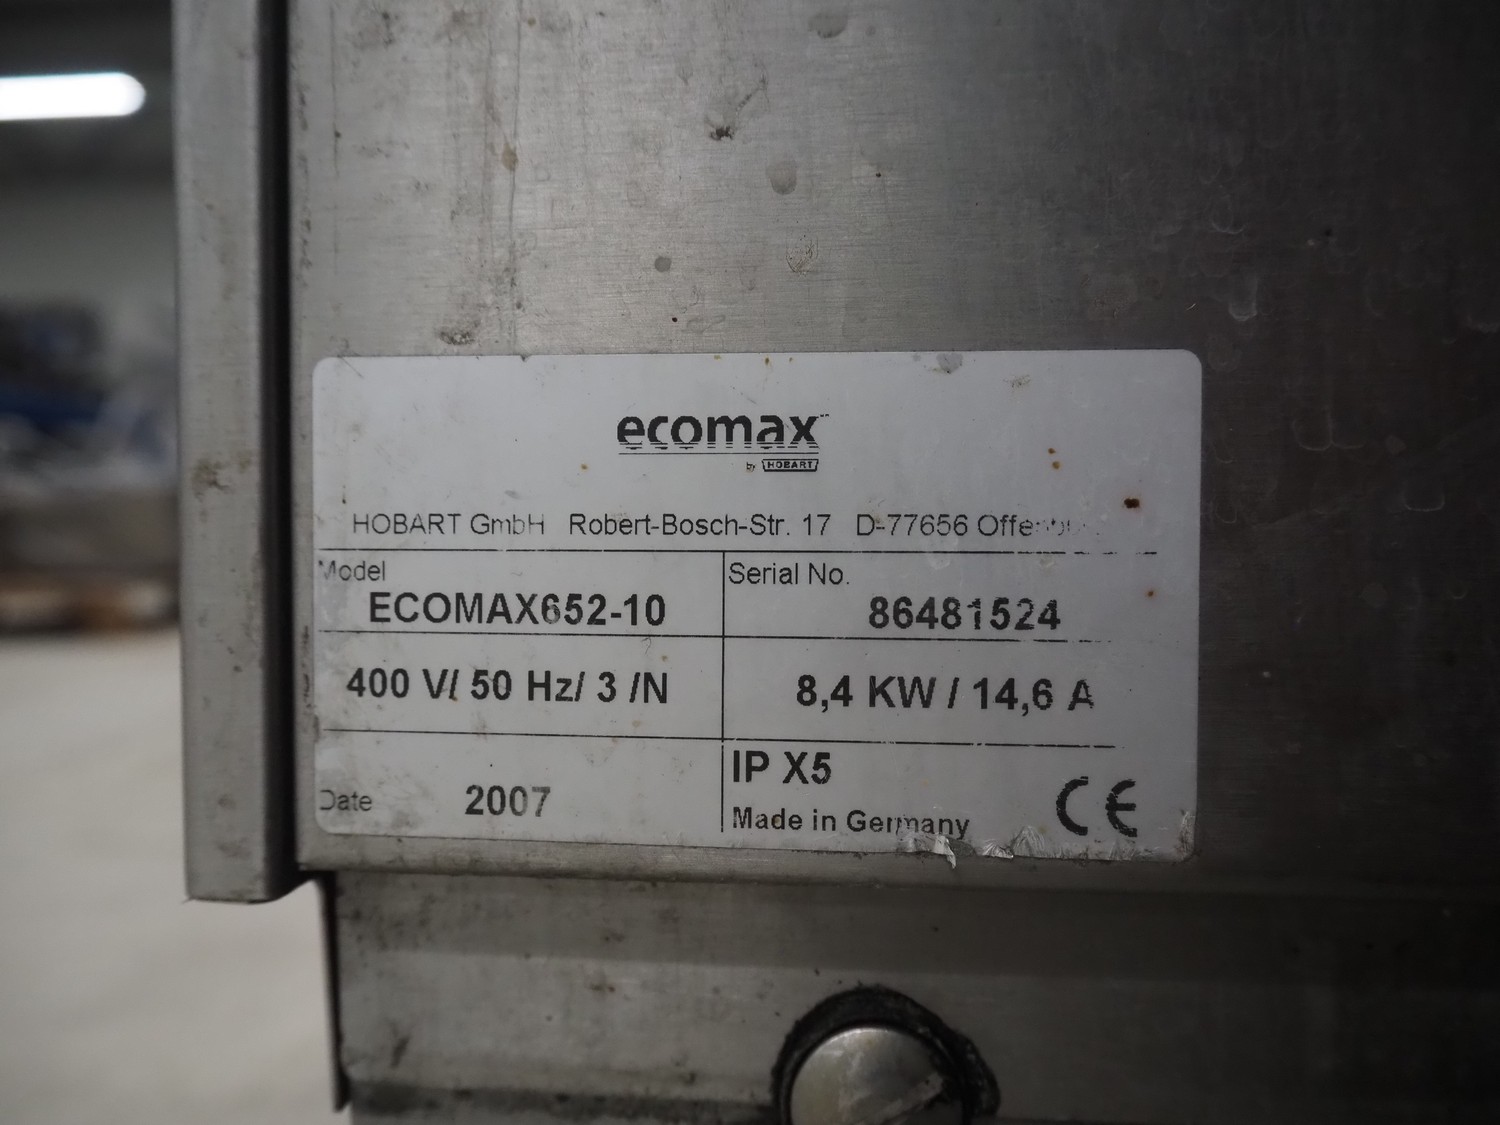 ecomax
by HOBART
HOBART GmbH Robert-Bosch-Str. 17 D-77656
Model
ECOMAX652-10
Serial No.
86481524
400 V/ 50 Hz/ 3 /N
8,4 KW / 14,6 A
Date 2007
IP X5
Made in Germany
CE